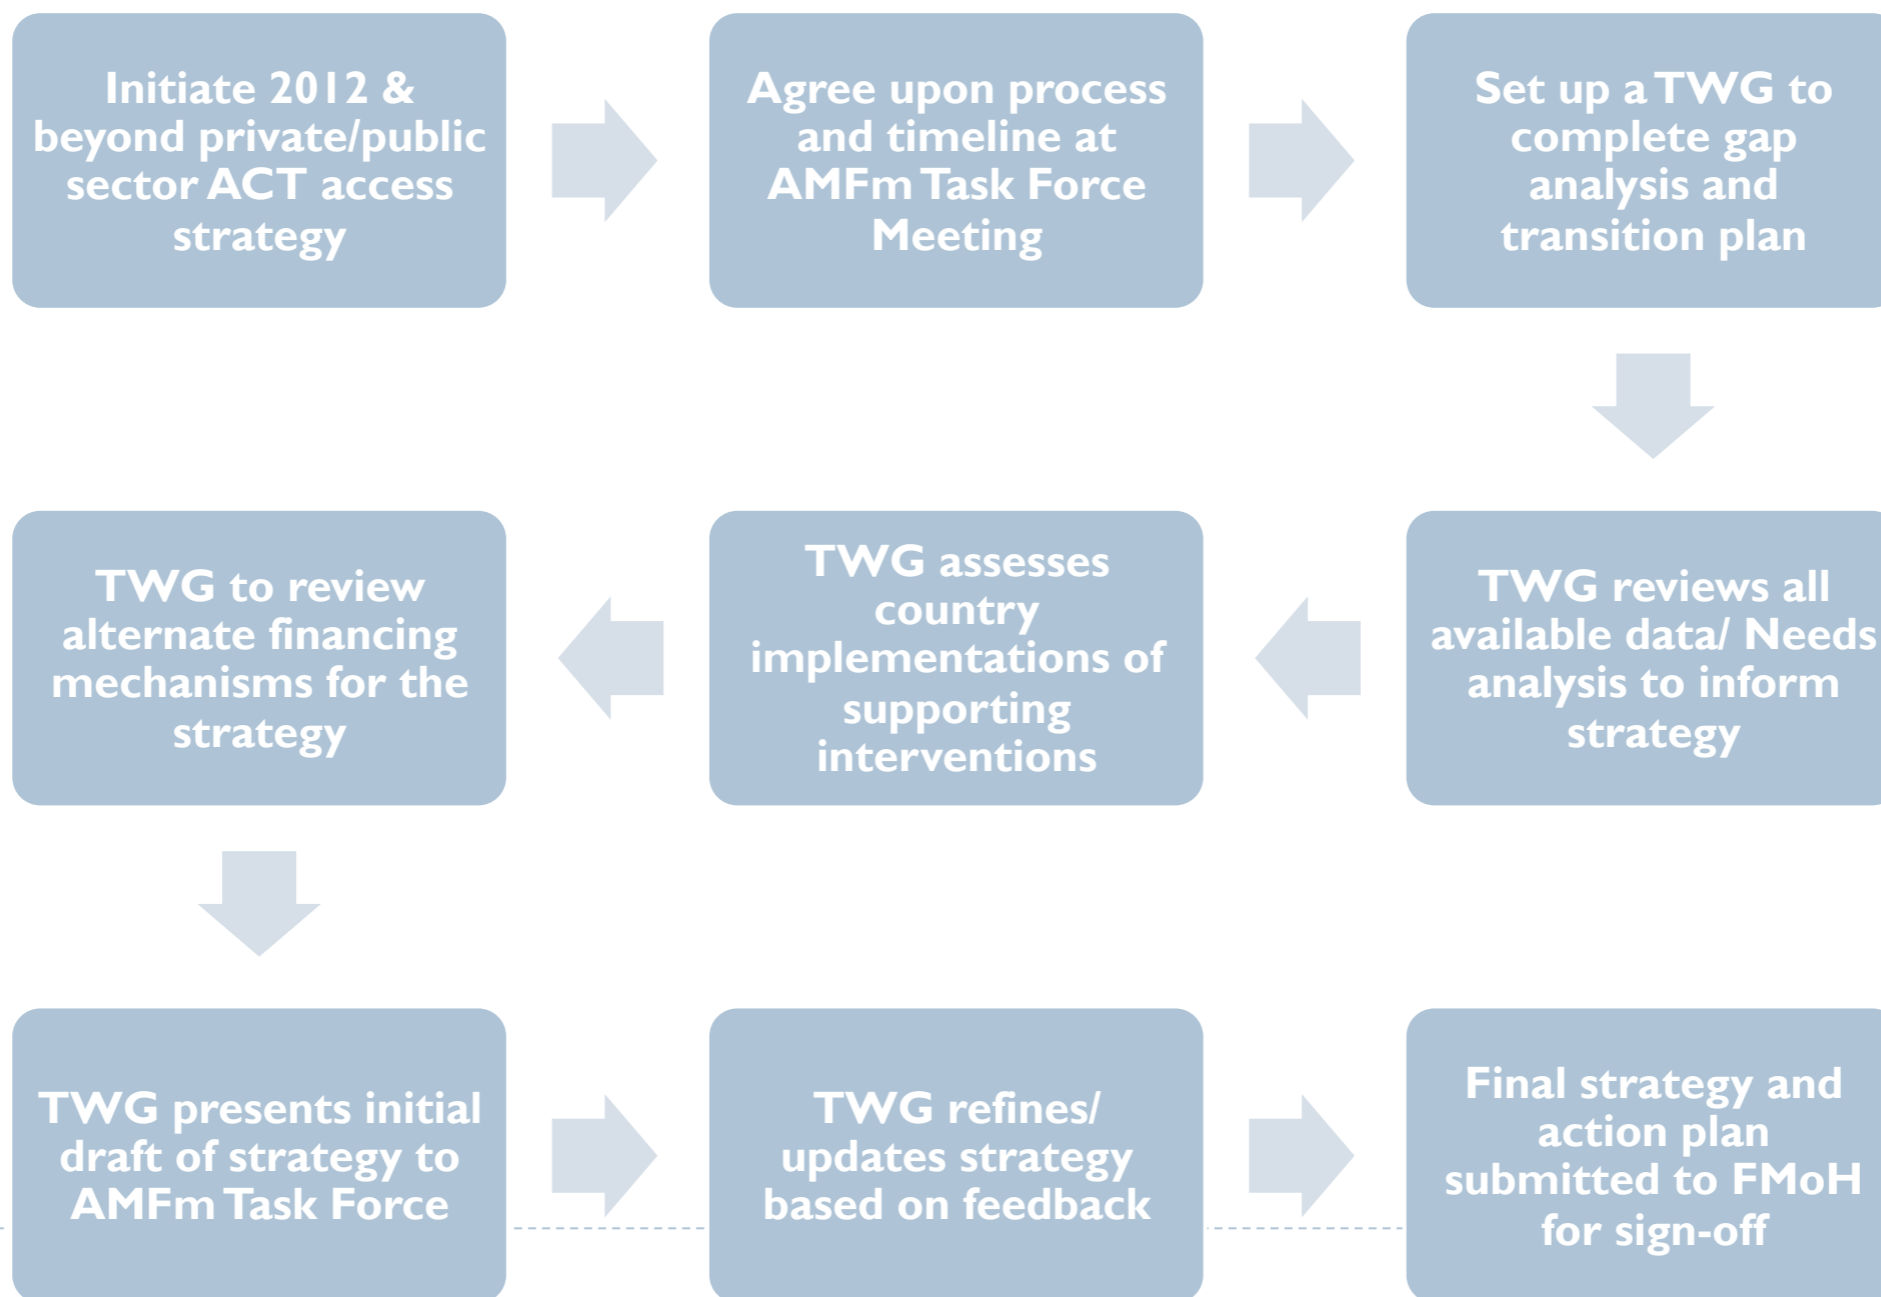 Initiate 2012 &
beyond private/public
sector ACT access
strategy
Agree upon process
and timeline at
AMFm Task Force
Meeting
Set up a TWG to
complete gap
analysis and
transition plan
TWG reviews all
available data/ Needs
analysis to inform
strategy
TWG assesses
country
implementations of
supporting
interventions
TWG to review
alternate financing
mechanisms for the
strategy
TWG presents initial
draft of strategy to
AMFm Task Force
TWG refines/
updates strategy
based on feedback
Final strategy and
action plan
submitted to FMoH
for sign-off